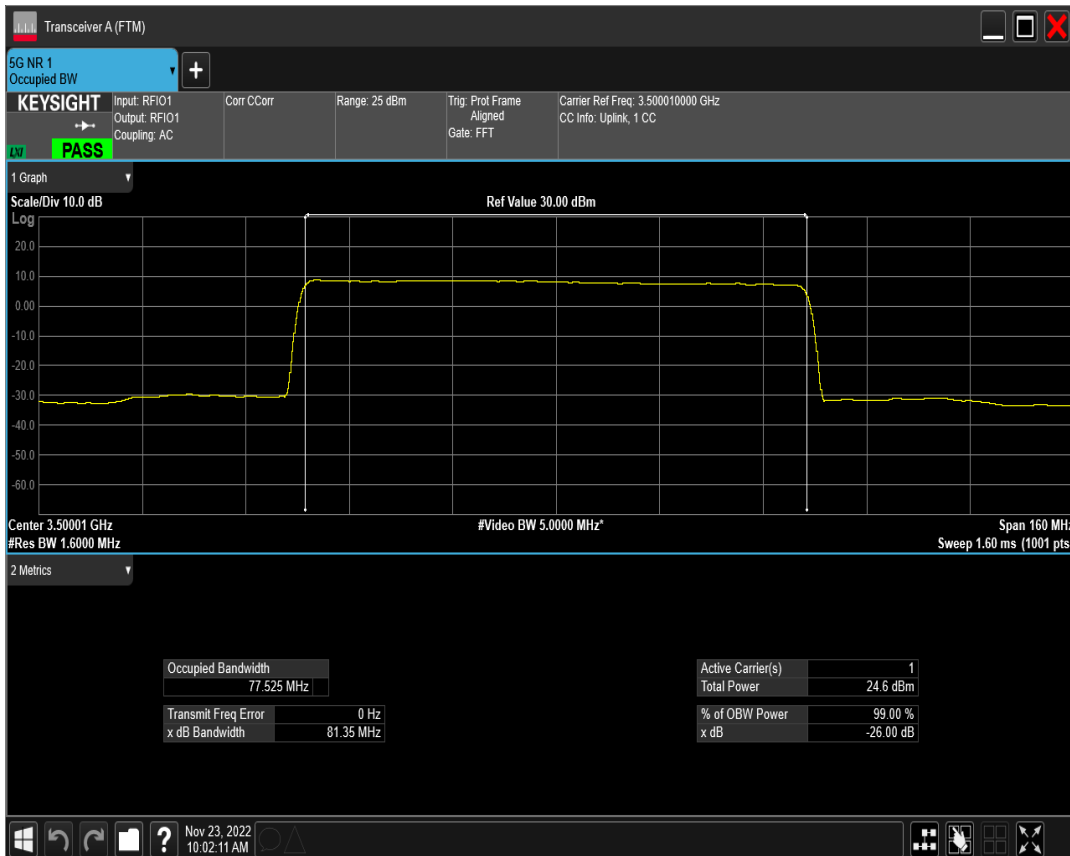 Transceiver A (FTM)
5G NR 1
Occupied BW
+
KEYSIGHT
LXI
PASS
Input: RFIO1
Output: RFIO1
Coupling: AC
Corr CCorr
Range: 25 dBm
Trig: Prot Frame
Aligned
Gate: FFT
Carrier Ref Freq: 3.500010000 GHz
CC Info: Uplink, 1 CC
1 Graph
Scale/Div 10.0 dB
Ref Value 30.00 dBm
Log
20.0
10.0
0.00
-10.0
-20.0
-30.0
-40.0
-50.0
-60.0
Center 3.50001 GHz
#Video BW 5.0000 MHz*
Span 160 MHz
#Res BW 1.6000 MHz
Sweep 1.60 ms (1001 pts
2 Metrics
Occupied Bandwidth
77.525 MHz
Transmit Freq Error 0 Hz
x dB Bandwidth 81.35 MHz
Active Carrier(s) 1
Total Power 24.6 dBm
% of OBW Power 99.00 %
x dB -26.00 dB
?
Nov 23, 2022
10:02:11 AM